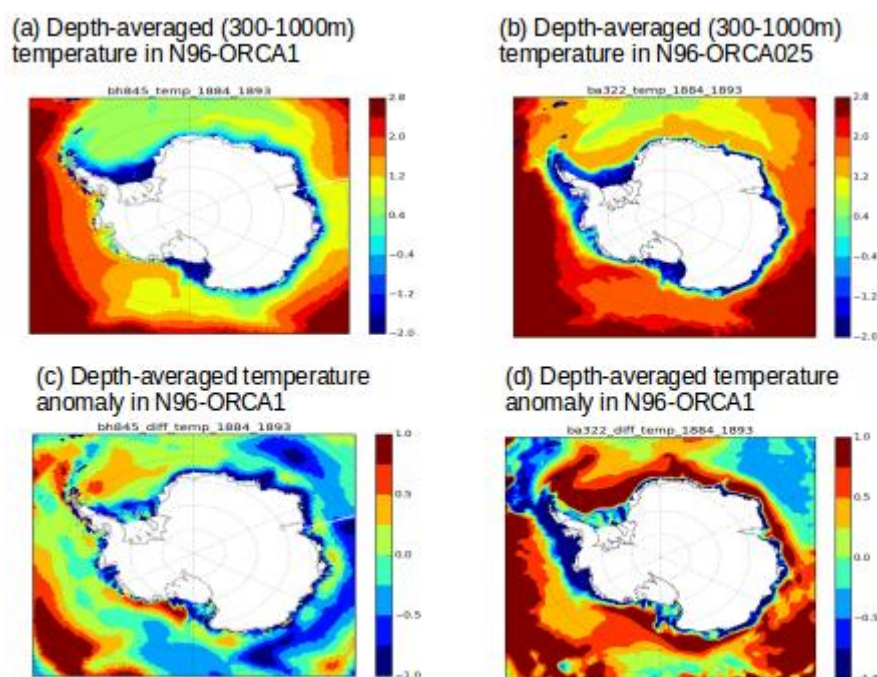 (a) Depth-averaged (300-1000m)
temperature in N96-ORCA1
bh845_temp_1884_1893
2.8
2.0
1.2
0.4
−0.4
−1.2
−2.0
(b) Depth-averaged (300-1000m)
temperature in N96-ORCA025
ba322_temp_1884_1893
2.8
2.0
1.2
0.4
−0.4
−1.2
−2.0
(c) Depth-averaged temperature
anomaly in N96-ORCA1
bh845_diff_temp_1884_1893
1.0
0.5
0.0
−0.5
−1.0
(d) Depth-averaged temperature
anomaly in N96-ORCA1
ba322_diff_temp_1884_1893
1.0
0.5
0.0